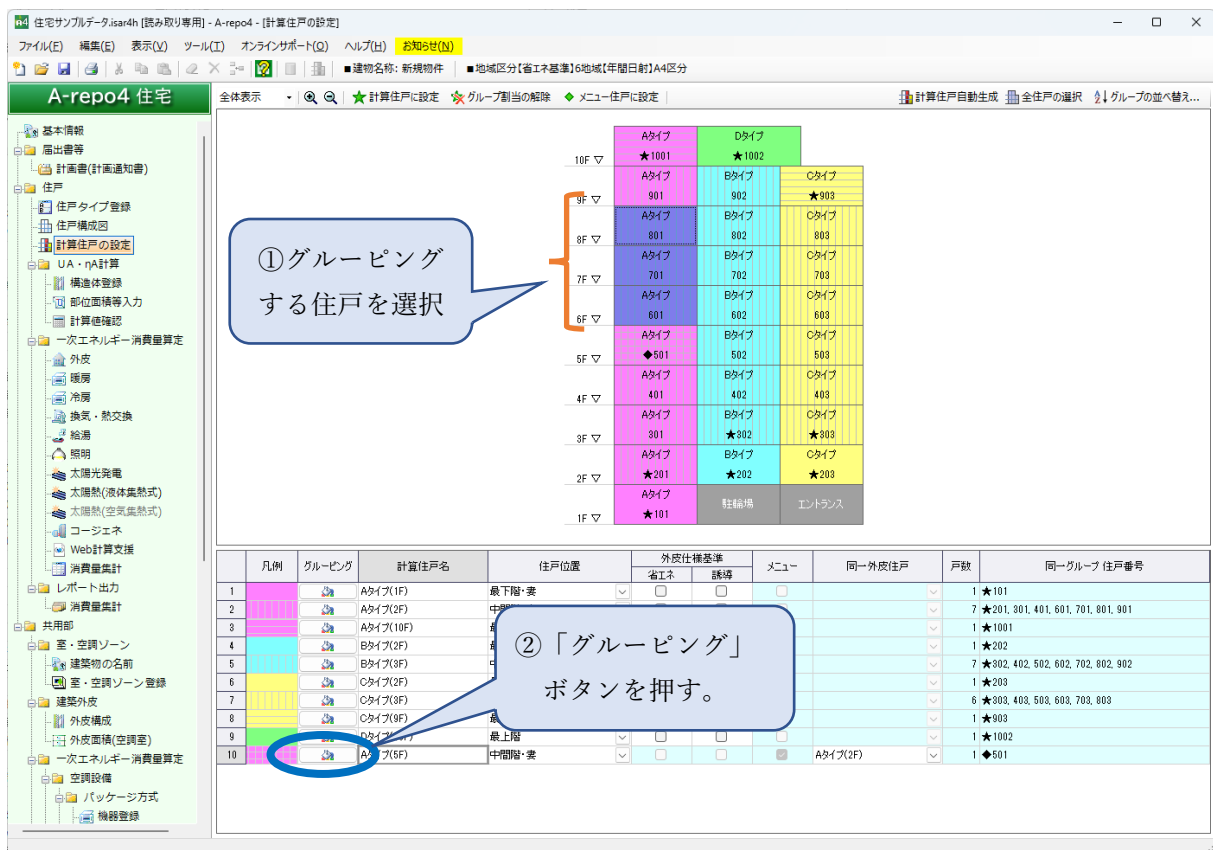 住宅サンプルデータ.isar4h [読み取り専用] - A-repo4 - [計算住戸の設定]
ファイル(F) 編集(E) 表示(V) ツール(T) オンラインサポート(O) ヘルプ(H) お知らせ(N)
■建物名称: 新規物件 ■地域区分【省エネ基準】6地域【年間日射】A4区分
A-repo4 住宅
全体表示 ★計算住戸に設定 グループ割当の解除 ◆ メニュー住戸に設定 計算住戸自動生成 全住戸の選択 グループの並べ替え...
基本情報
届出書等
計画書(計画通知書)
住戸
住戸タイプ登録
住戸構成図
計算住戸の設定
UA・ηA計算
構造体登録
部位面積等入力
計算値確認
一次エネルギー消費量算定
外皮
暖房
冷房
換気・熱交換
給湯
照明
太陽光発電
太陽熱(液体集熱式)
太陽熱(空気集熱式)
コージェネ
Web計算支援
消費量集計
レポート出力
消費量集計
共用部
室・空調ゾーン
建築物の名前
室・空調ゾーン登録
建築外皮
外皮構成
外皮面積(空調室)
一次エネルギー消費量算定
空調設備
パッケージ方式
機器登録
①グルーピング
する住戸を選択
Aタイプ Dタイプ
10F ▽ ★1001 ★1002
Aタイプ Bタイプ Cタイプ
9F ▽ 901 902 ★903
Aタイプ Bタイプ Cタイプ
8F ▽ 801 802 803
Aタイプ Bタイプ Cタイプ
7F ▽ 701 702 703
Aタイプ Bタイプ Cタイプ
6F ▽ 601 602 603
Aタイプ Bタイプ Cタイプ
5F ▽ ◆501 502 503
Aタイプ Bタイプ Cタイプ
4F ▽ 401 402 403
Aタイプ Bタイプ Cタイプ
3F ▽ 301 ★302 ★303
Aタイプ Bタイプ Cタイプ
2F ▽ ★201 ★202 ★203
Aタイプ 駐輪場 エントランス
1F ▽ ★101
凡例 グルーピング 計算住戸名 住戸位置 外皮仕様基準 メニュー 同一外皮住戸 戸数 同一グループ 住戸番号
省エネ 誘導
1 Aタイプ(1F) 最下階・妻 1 ★101
2 Aタイプ(2F) 7 ★201, 301, 401, 601, 701, 801, 901
3 Aタイプ(10F) 1 ★1001
4 Bタイプ(2F) 1 ★202
5 Bタイプ(3F) 7 ★302, 402, 502, 602, 702, 802, 902
6 Cタイプ(2F) 1 ★203
7 Cタイプ(3F) 6 ★303, 403, 503, 603, 703, 803
8 Cタイプ(9F) 1 ★903
9 最上階 1 ★1002
10 Aタイプ(5F) 中間階・妻 Aタイプ(2F) 1 ◆501
②「グルーピング」
ボタンを押す。